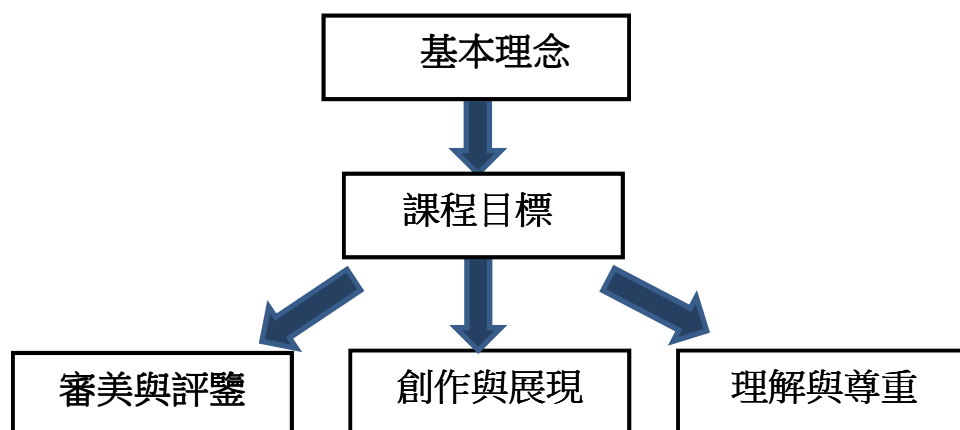 基本理念
課程目標
審美與評鑒
創作與展現
理解與尊重